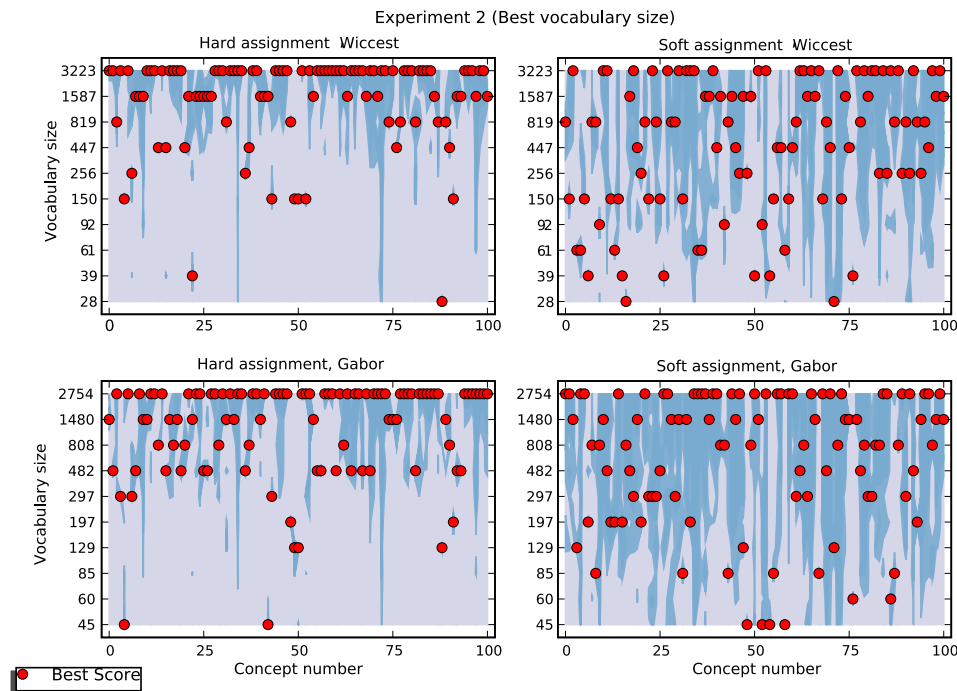 Experiment 2 (Best vocabulary size)
Hard assignment Wiccest
Soft assignment Wiccest
Vocabulary size
3223
1587
819
447
256
150
92
61
39
28
0 25 50 75 100
3223
1587
819
447
256
150
92
61
39
28
0 25 50 75 100
Hard assignment, Gabor
Soft assignment, Gabor
Vocabulary size
2754
1480
808
482
297
197
129
85
60
45
0 25 50 75 100
Concept number
2754
1480
808
482
297
197
129
85
60
45
0 25 50 75 100
Concept number
Best Score